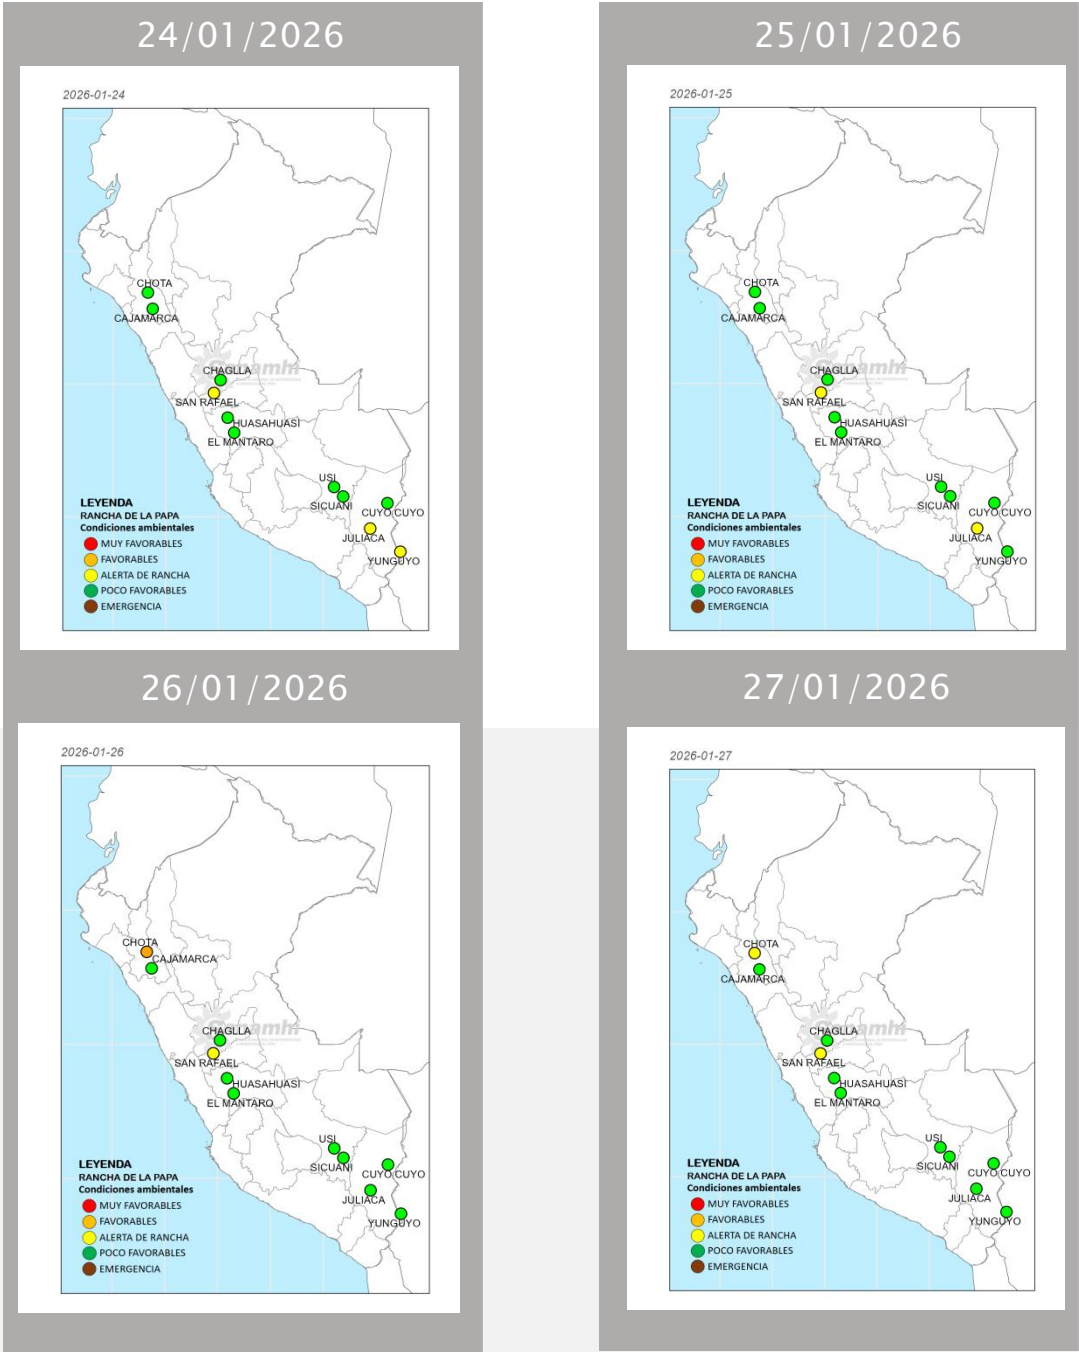 24/01/2026
2026-01-24
CHOTA
CAJAMARCA
Senamhi
CHAGLLA
SAN RAFAEL
HUASAHUASI
EL MANTARO
USI
SICUANI
CUYO CUYO
JULIACA
YUNGUYO
LEYENDA
RANCHA DE LA PAPA
Condiciones ambientales
MUY FAVORABLES
FAVORABLES
ALERTA DE RANCHA
POCO FAVORABLES
EMERGENCIA
25/01/2026
2026-01-25
CHOTA
CAJAMARCA
Senamhi
CHAGLLA
SAN RAFAEL
HUASAHUASI
EL MANTARO
USI
SICUANI
CUYO CUYO
JULIACA
YUNGUYO
LEYENDA
RANCHA DE LA PAPA
Condiciones ambientales
MUY FAVORABLES
FAVORABLES
ALERTA DE RANCHA
POCO FAVORABLES
EMERGENCIA
26/01/2026
2026-01-26
CHOTA
CAJAMARCA
Senamhi
CHAGLLA
SAN RAFAEL
HUASAHUASI
EL MANTARO
USI
SICUANI
CUYO CUYO
JULIACA
YUNGUYO
LEYENDA
RANCHA DE LA PAPA
Condiciones ambientales
MUY FAVORABLES
FAVORABLES
ALERTA DE RANCHA
POCO FAVORABLES
EMERGENCIA
27/01/2026
2026-01-27
CHOTA
CAJAMARCA
Senamhi
CHAGLLA
SAN RAFAEL
HUASAHUASI
EL MANTARO
USI
SICUANI
CUYO CUYO
JULIACA
YUNGUYO
LEYENDA
RANCHA DE LA PAPA
Condiciones ambientales
MUY FAVORABLES
FAVORABLES
ALERTA DE RANCHA
POCO FAVORABLES
EMERGENCIA